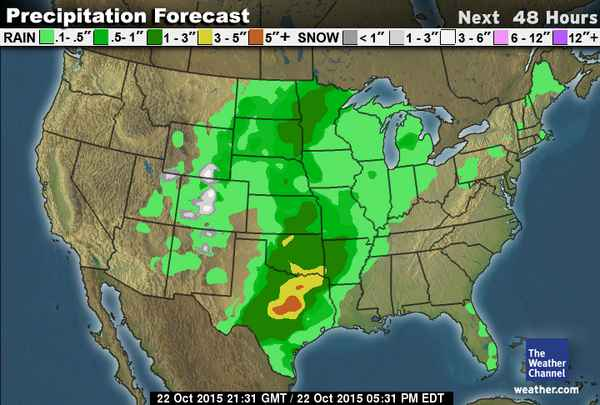 Precipitation Forecast Next 48 Hours
RAIN .1-.5" .5-1" 1-3" 3-5" 5"+ SNOW <1" 1-3" 3-6" 6-12" 12"+
The
Weather
Channel
weather.com
22 Oct 2015 21:31 GMT / 22 Oct 2015 05:31 PM EDT